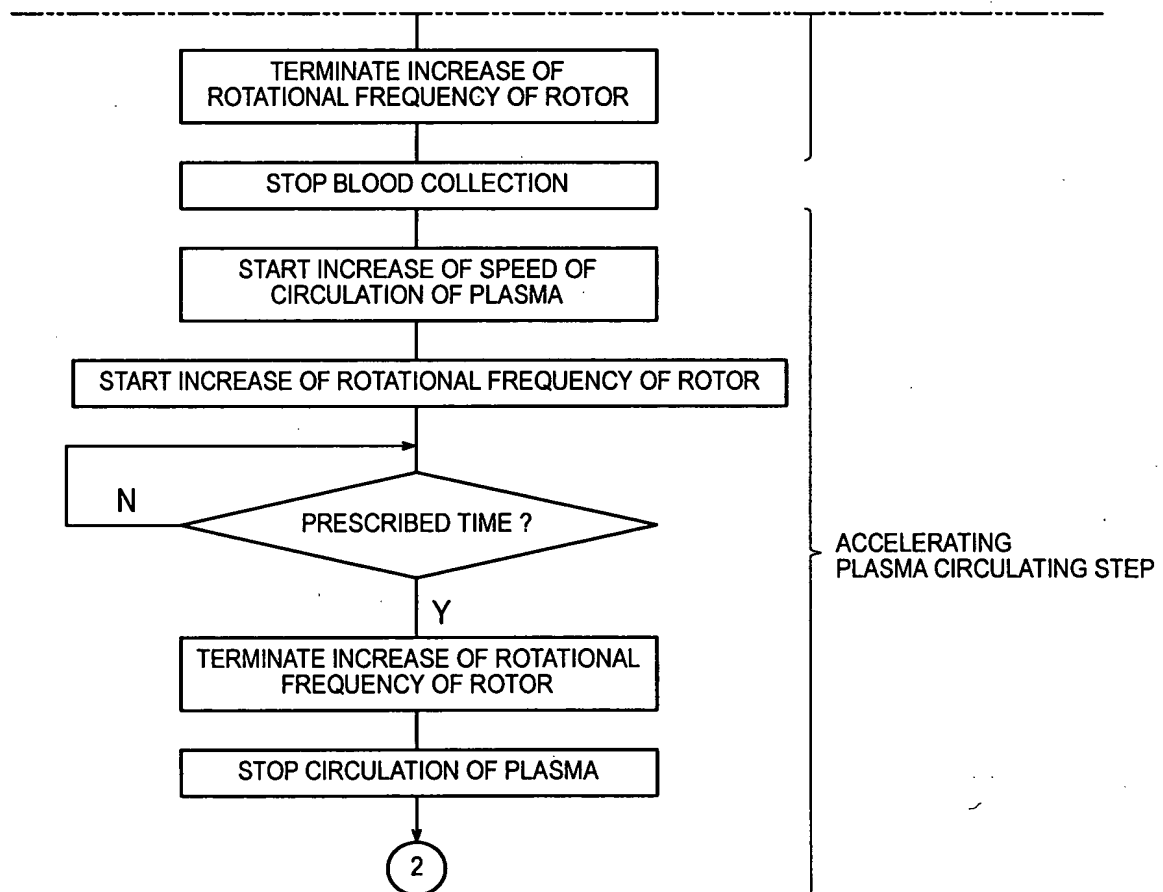 TERMINATE INCREASE OF
ROTATIONAL FREQUENCY OF ROTOR
STOP BLOOD COLLECTION
START INCREASE OF SPEED OF
CIRCULATION OF PLASMA
START INCREASE OF ROTATIONAL FREQUENCY OF ROTOR
N
PRESCRIBED TIME ?
ACCELERATING
PLASMA CIRCULATING STEP
Y
TERMINATE INCREASE OF ROTATIONAL
FREQUENCY OF ROTOR
STOP CIRCULATION OF PLASMA
2